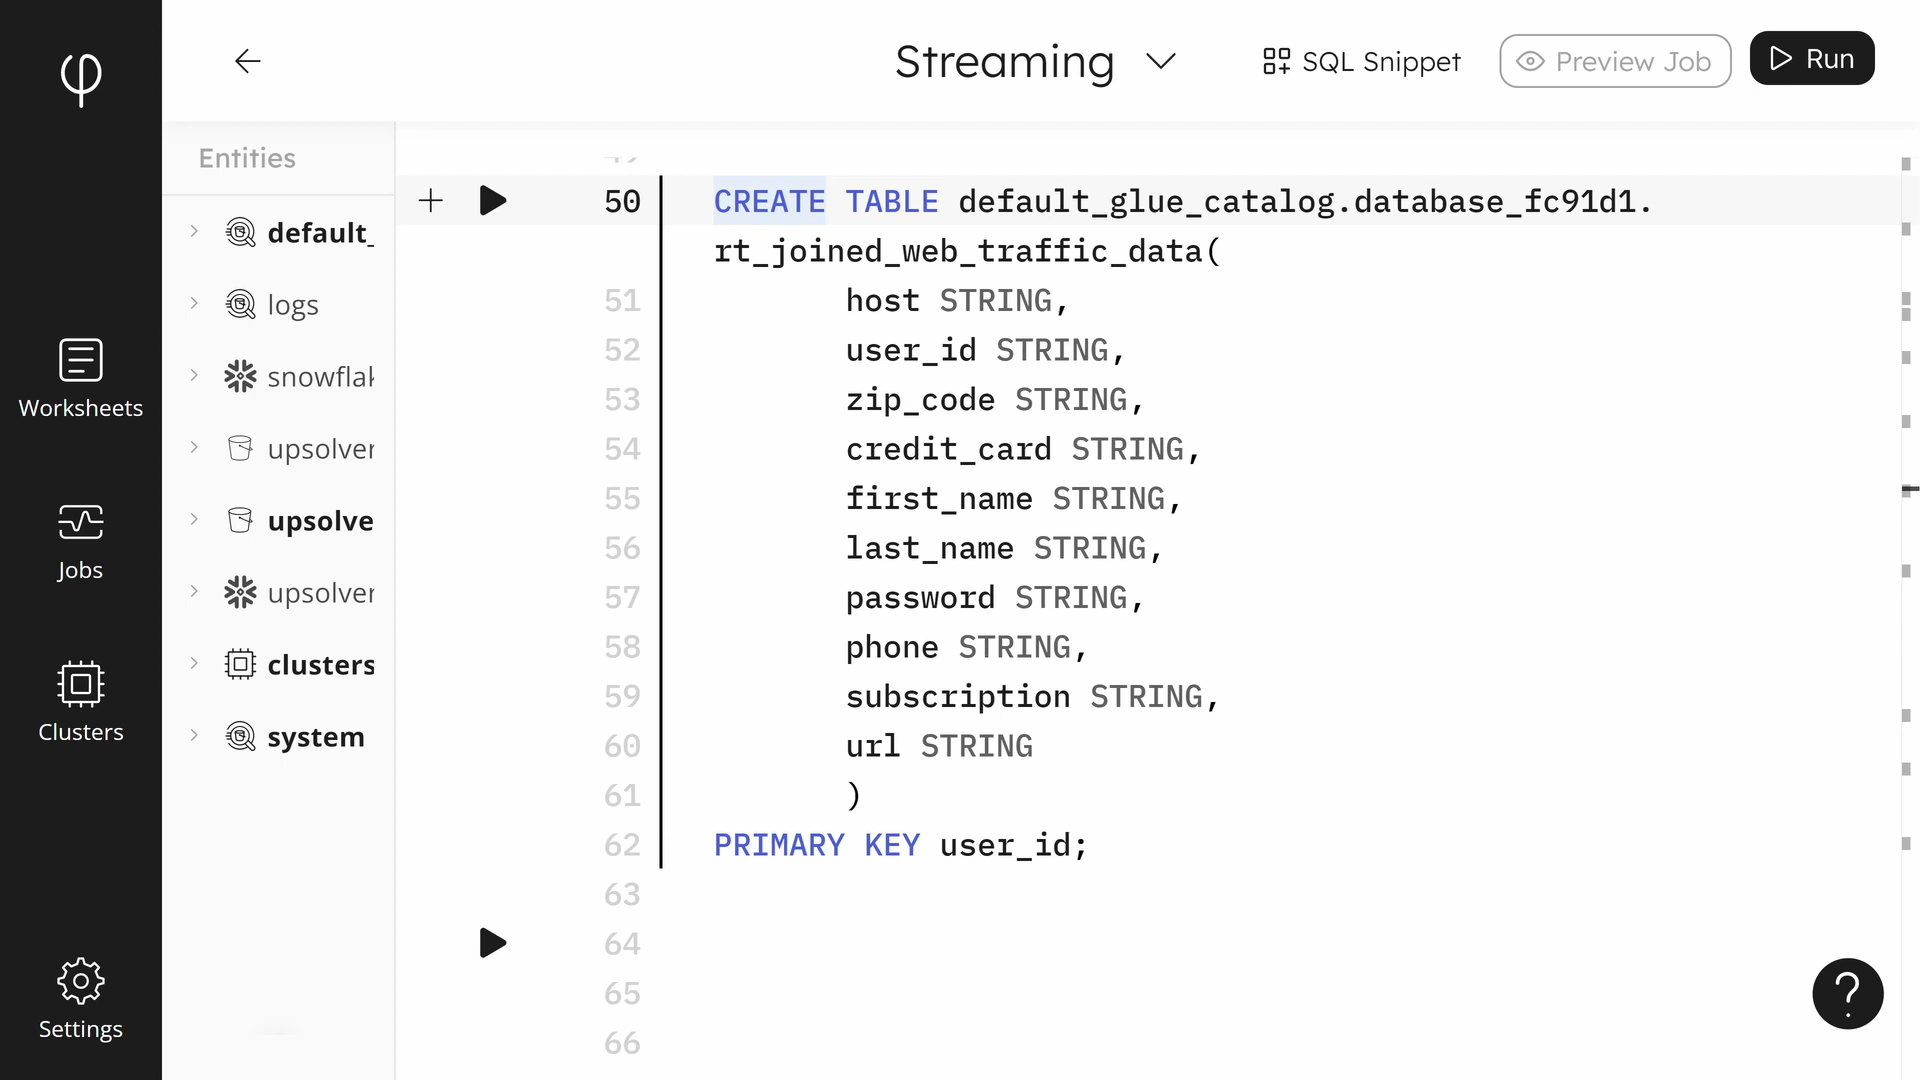 Streaming
SQL Snippet
Preview Job
Run
Entities
default_
logs
snowflak
upsolver
upsolve
upsolver
clusters
system
Worksheets
Jobs
Clusters
Settings
50 CREATE TABLE default_glue_catalog.database_fc91d1.
rt_joined_web_traffic_data(
51 host STRING,
52 user_id STRING,
53 zip_code STRING,
54 credit_card STRING,
55 first_name STRING,
56 last_name STRING,
57 password STRING,
58 phone STRING,
59 subscription STRING,
60 url STRING
61 )
62 PRIMARY KEY user_id;
63
64
65
66
?